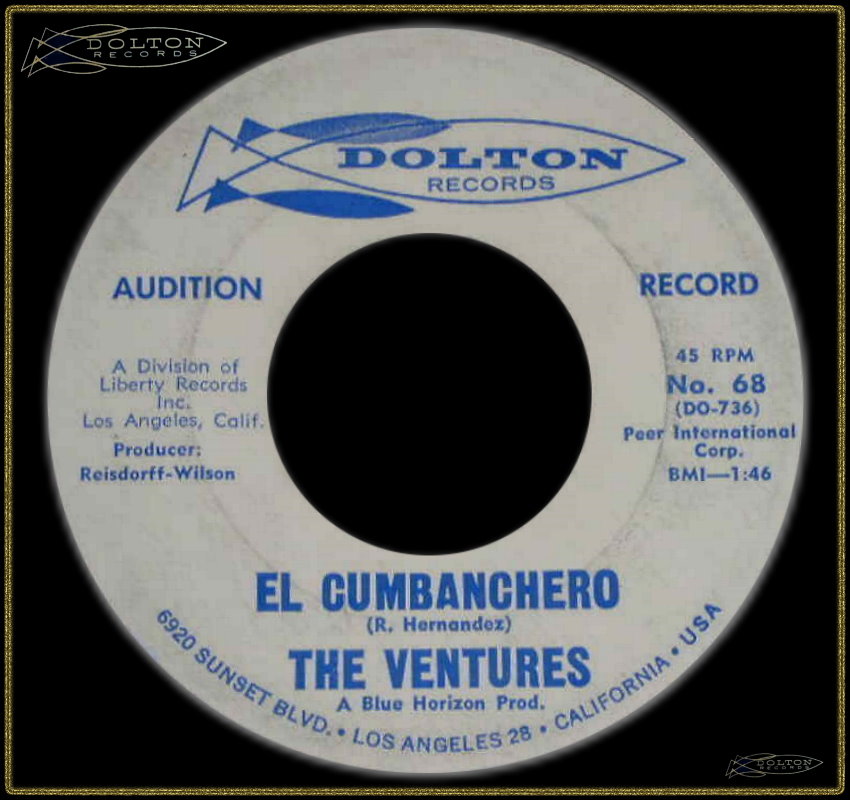 DOLTON
RECORDS
DOLTON
RECORDS
AUDITION
RECORD
A Division of
Liberty Records
Inc.
Los Angeles, Calif.
Producer:
Reisdorff-Wilson
45 RPM
No. 68
(DO-736)
Peer International
Corp.
BMI—1:46
EL CUMBANCHERO
(R. Hernandez)
THE VENTURES
A Blue Horizon Prod.
6920 SUNSET BLVD. • LOS ANGELES 28 • CALIFORNIA • USA
DOLTON
RECORDS